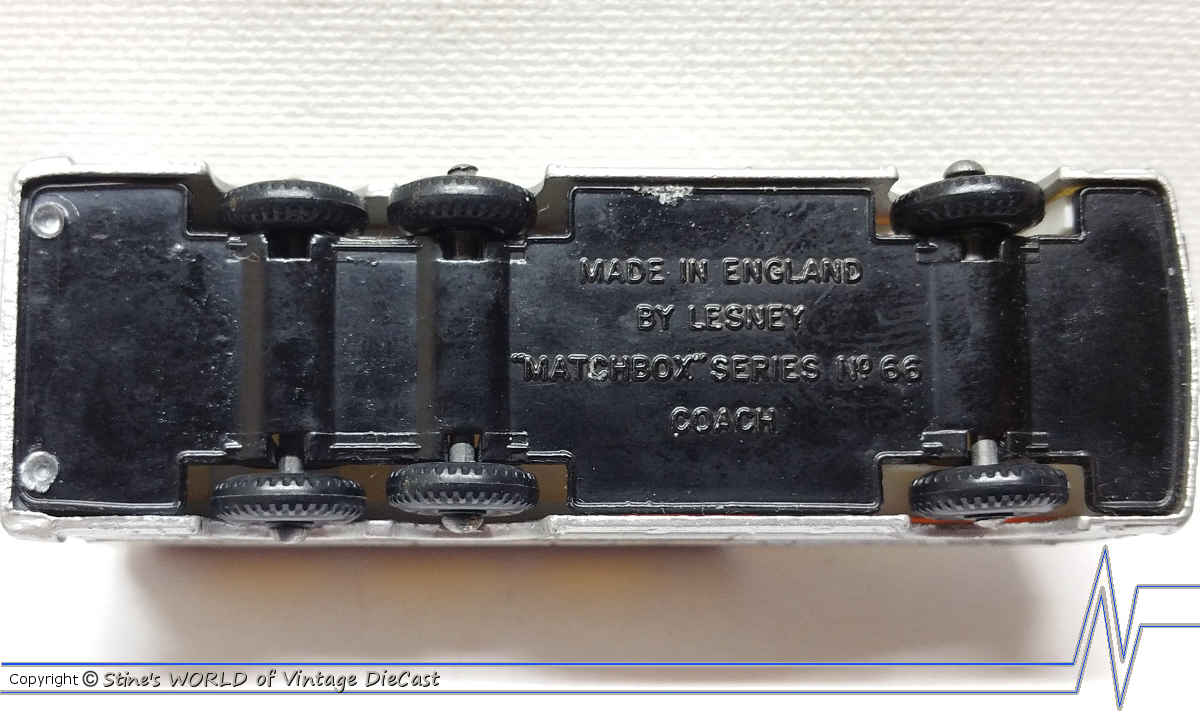 MADE IN ENGLAND
BY LESNEY
"MATCHBOX" SERIES Nº 66
COACH
Copyright © Stine's WORLD of Vintage DieCast